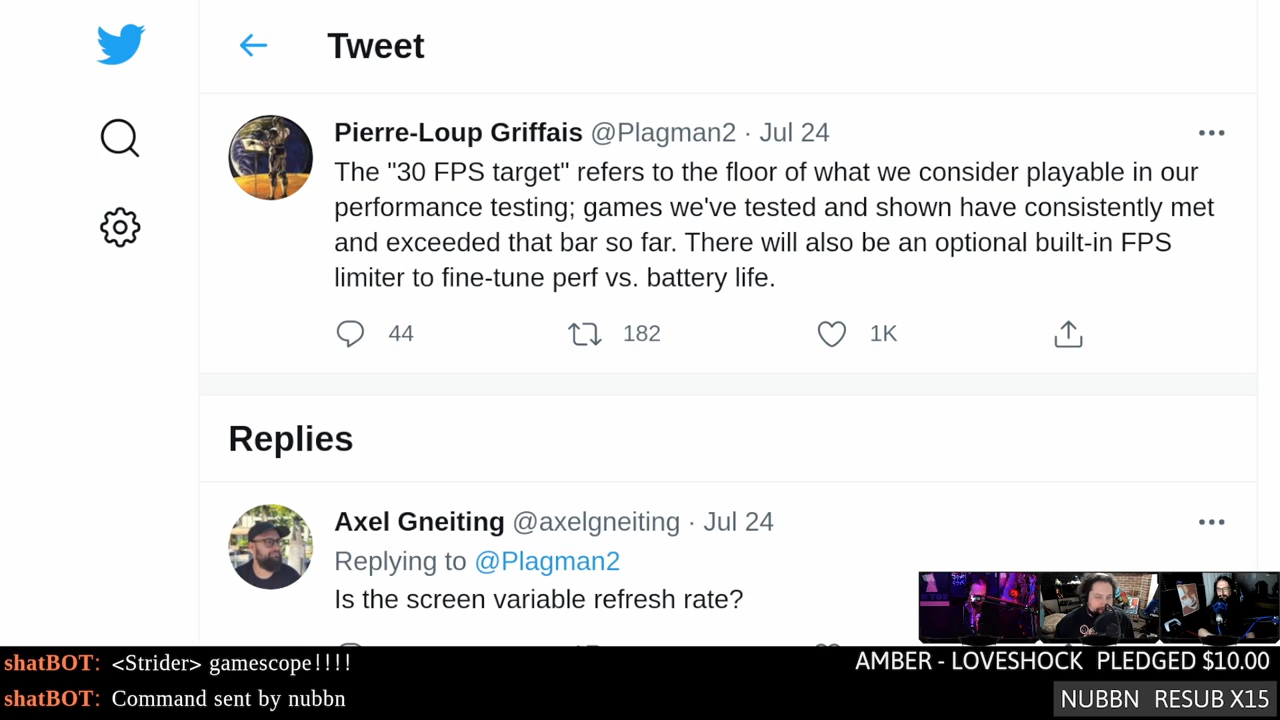 Tweet
Pierre-Loup Griffais @Plagman2 · Jul 24
The "30 FPS target" refers to the floor of what we consider playable in our
performance testing; games we've tested and shown have consistently met
and exceeded that bar so far. There will also be an optional built-in FPS
limiter to fine-tune perf vs. battery life.
44 182 1K
Replies
Axel Gneiting @axelgneiting · Jul 24
Replying to @Plagman2
Is the screen variable refresh rate?
shatBOT: <Strider> gamescope!!!!
AMBER - LOVESHOCK PLEDGED $10.00
shatBOT: Command sent by nubbn
NUBBN RESUB X15